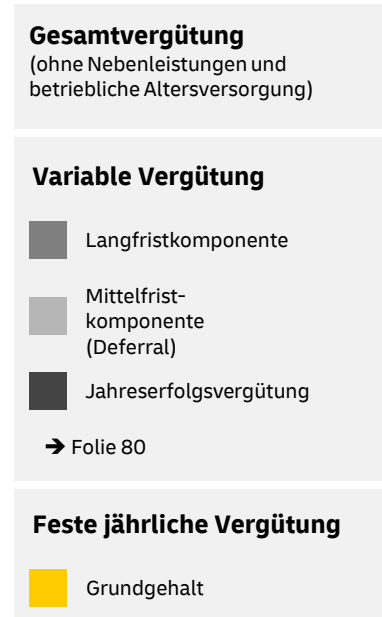 Gesamtvergütung
(ohne Nebenleistungen und
betriebliche Altersversorgung)
Variable Vergütung
Langfristkomponente
Mittelfrist-
komponente
(Deferral)
Jahreserfolgsvergütung
➔ Folie 80
Feste jährliche Vergütung
Grundgehalt